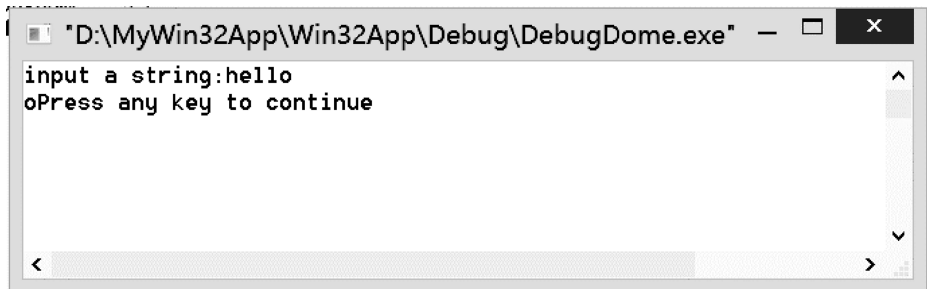 "D:\MyWin32App\Win32App\Debug\DebugDome.exe"
input a string:hello
oPress any key to continue